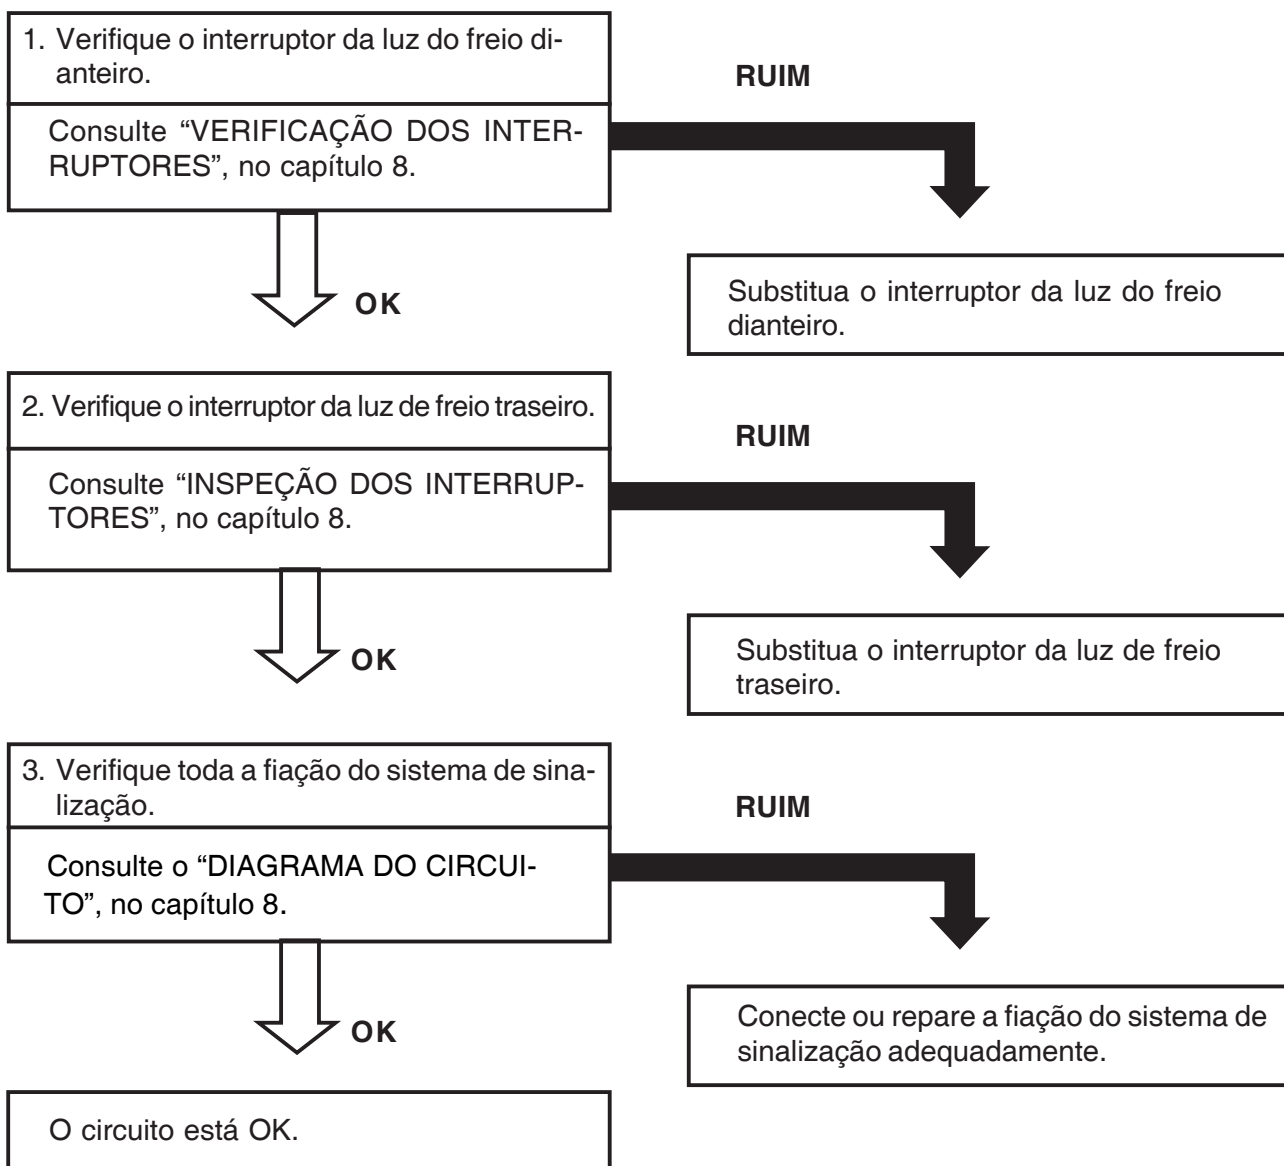 1. Verifique o interruptor da luz do freio di-
anteiro.
RUIM
Consulte “VERIFICAÇÃO DOS INTER-
RUPTORES”, no capítulo 8.
OK
Substitua o interruptor da luz do freio
dianteiro.
2. Verifique o interruptor da luz de freio traseiro.
RUIM
Consulte “INSPEÇÃO DOS INTERRUP-
TORES”, no capítulo 8.
OK
Substitua o interruptor da luz de freio
traseiro.
3. Verifique toda a fiação do sistema de sina-
lização.
RUIM
Consulte o “DIAGRAMA DO CIRCUI-
TO”, no capítulo 8.
OK
Conecte ou repare a fiação do sistema de
sinalização adequadamente.
O circuito está OK.